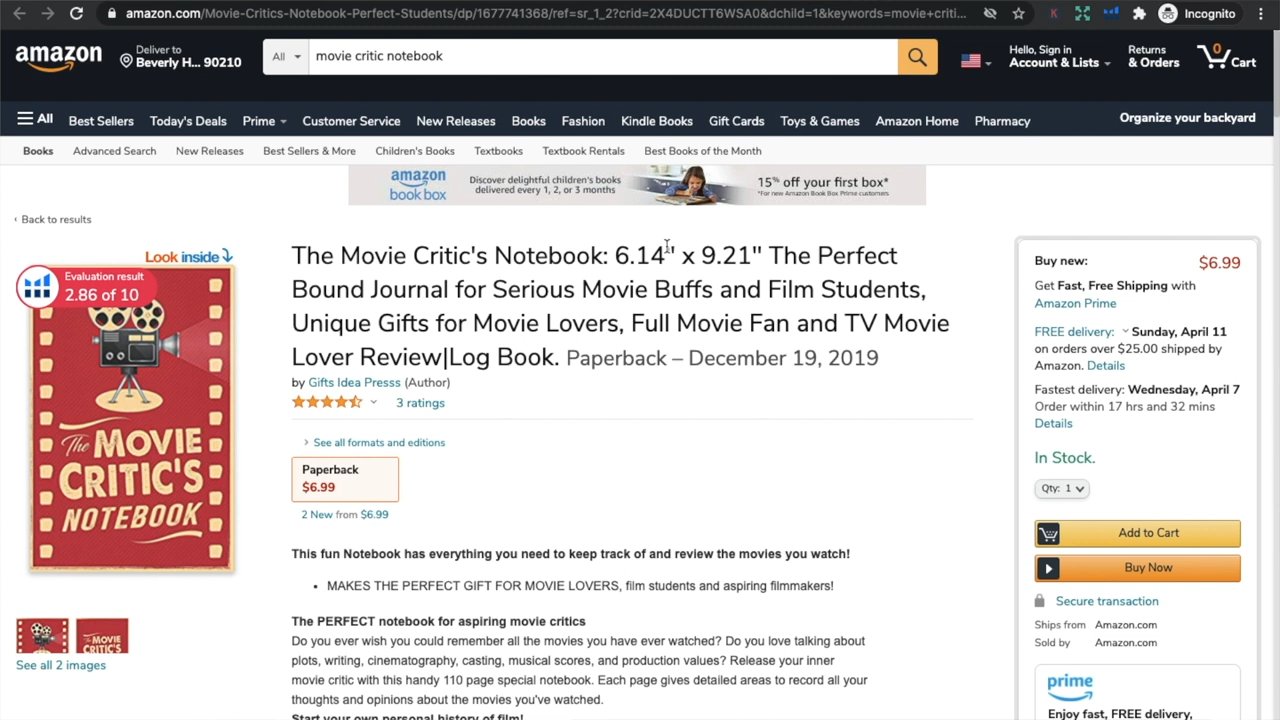 amazon.com/Movie-Critics-Notebook-Perfect-Students/dp/1677741368/ref=sr_1_2?crid=2X4DUCTT6WSA0&dchild=1&keywords=movie+criti...
Incognito
amazon
Deliver to
Beverly H... 90210
All
movie critic notebook
Hello, Sign in
Account & Lists
Returns
& Orders
0
Cart
All
Best Sellers
Today's Deals
Prime
Customer Service
New Releases
Books
Fashion
Kindle Books
Gift Cards
Toys & Games
Amazon Home
Pharmacy
Organize your backyard
Books
Advanced Search
New Releases
Best Sellers & More
Children's Books
Textbooks
Textbook Rentals
Best Books of the Month
amazon
book box
Discover delightful children's books
delivered every 1, 2, or 3 months
15% off your first box*
*For new Amazon Book Box Prime customers
‹ Back to results
Look inside
Evaluation result
2.86 of 10
The
MOVIE
CRITIC'S
NOTEBOOK
The MOVIE
CRITIC'S
See all 2 images
The Movie Critic's Notebook: 6.14" x 9.21" The Perfect
Bound Journal for Serious Movie Buffs and Film Students,
Unique Gifts for Movie Lovers, Full Movie Fan and TV Movie
Lover Review|Log Book. Paperback – December 19, 2019
by Gifts Idea Presss (Author)
3 ratings
› See all formats and editions
Paperback
$6.99
2 New from $6.99
This fun Notebook has everything you need to keep track of and review the movies you watch!
• MAKES THE PERFECT GIFT FOR MOVIE LOVERS, film students and aspiring filmmakers!
The PERFECT notebook for aspiring movie critics
Do you ever wish you could remember all the movies you have ever watched? Do you love talking about
plots, writing, cinematography, casting, musical scores, and production values? Release your inner
movie critic with this handy 110 page special notebook. Each page gives detailed areas to record all your
thoughts and opinions about the movies you've watched.
Start your own personal history of film!
Buy new:
$6.99
Get Fast, Free Shipping with
Amazon Prime
FREE delivery: Sunday, April 11
on orders over $25.00 shipped by
Amazon. Details
Fastest delivery: Wednesday, April 7
Order within 17 hrs and 32 mins
Details
In Stock.
Qty: 1
Add to Cart
Buy Now
Secure transaction
Ships from Amazon.com
Sold by Amazon.com
prime
Enjoy fast, FREE delivery,